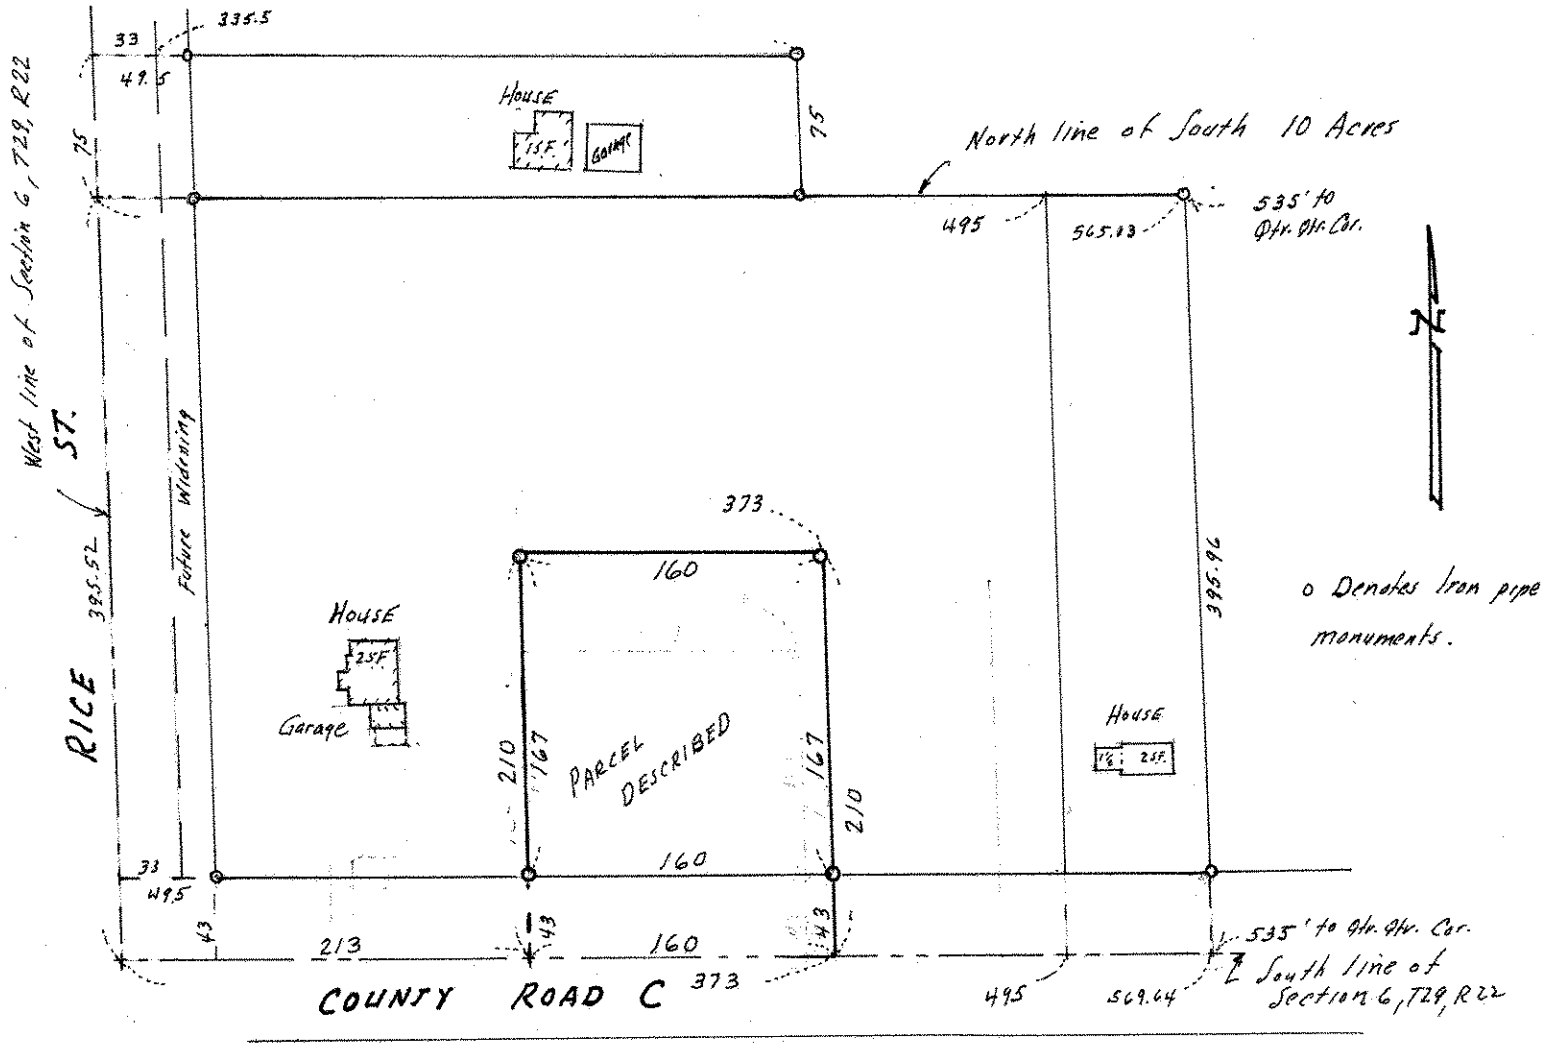 33
335.5
49.5
West line of Section 6, T29, R22
75
House
1 S.F.
Garage
75
North line of South 10 Acres
495
565.03
535' to
Qtr. Qtr. Cor.
N
RICE ST.
395.52
Future Widening
373
160
395.96
o Denotes Iron pipe
monuments.
House
2 S.F.
Garage
210
167
PARCEL
DESCRIBED
167
210
House
1½
2 S.F.
33
49.5
160
43
213
43
160
43
373
COUNTY ROAD C
495
569.64
535' to Qtr. Qtr. Cor.
South line of
Section 6, T29, R22